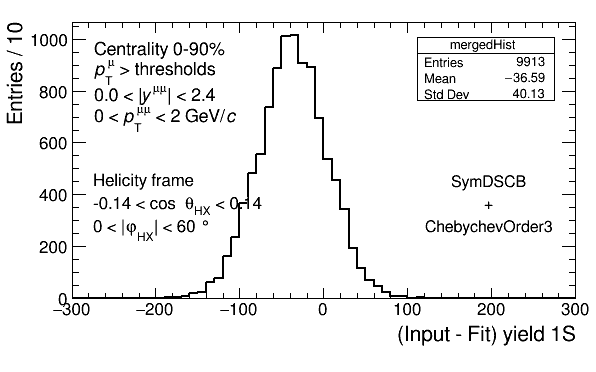 Entries / 10
1000
800
600
400
200
0
Centrality 0-90%
p_T^μ > thresholds
0.0 < |y^μμ| < 2.4
0 < p_T^μμ < 2 GeV/c
Helicity frame
-0.14 < cos θ_HX < 0.14
0 < |φ_HX| < 60 °
mergedHist
Entries 9913
Mean −36.59
Std Dev 40.13
SymDSCB
+
ChebychevOrder3
−300 −200 −100 0 100 200 300
(Input - Fit) yield 1S